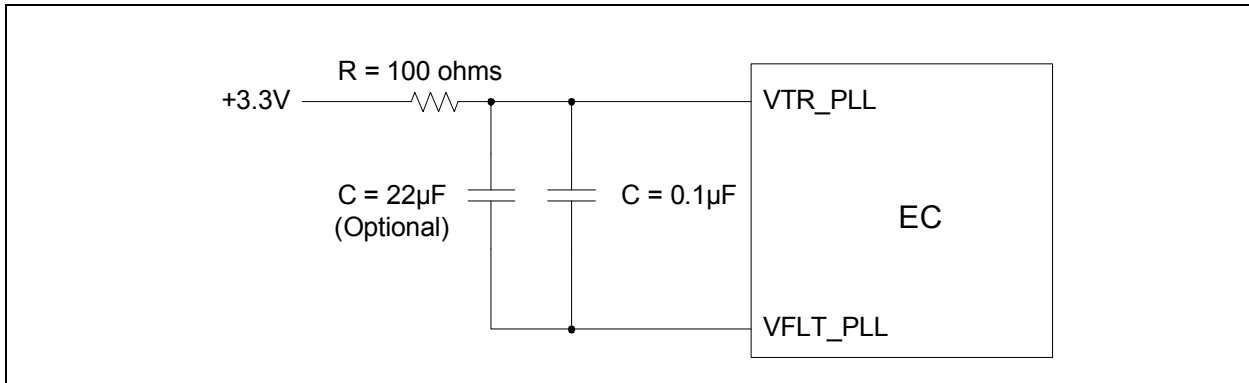 R = 100 ohms
+3.3V
VTR_PLL
C = 22µF
(Optional)
C = 0.1µF
EC
VFLT_PLL